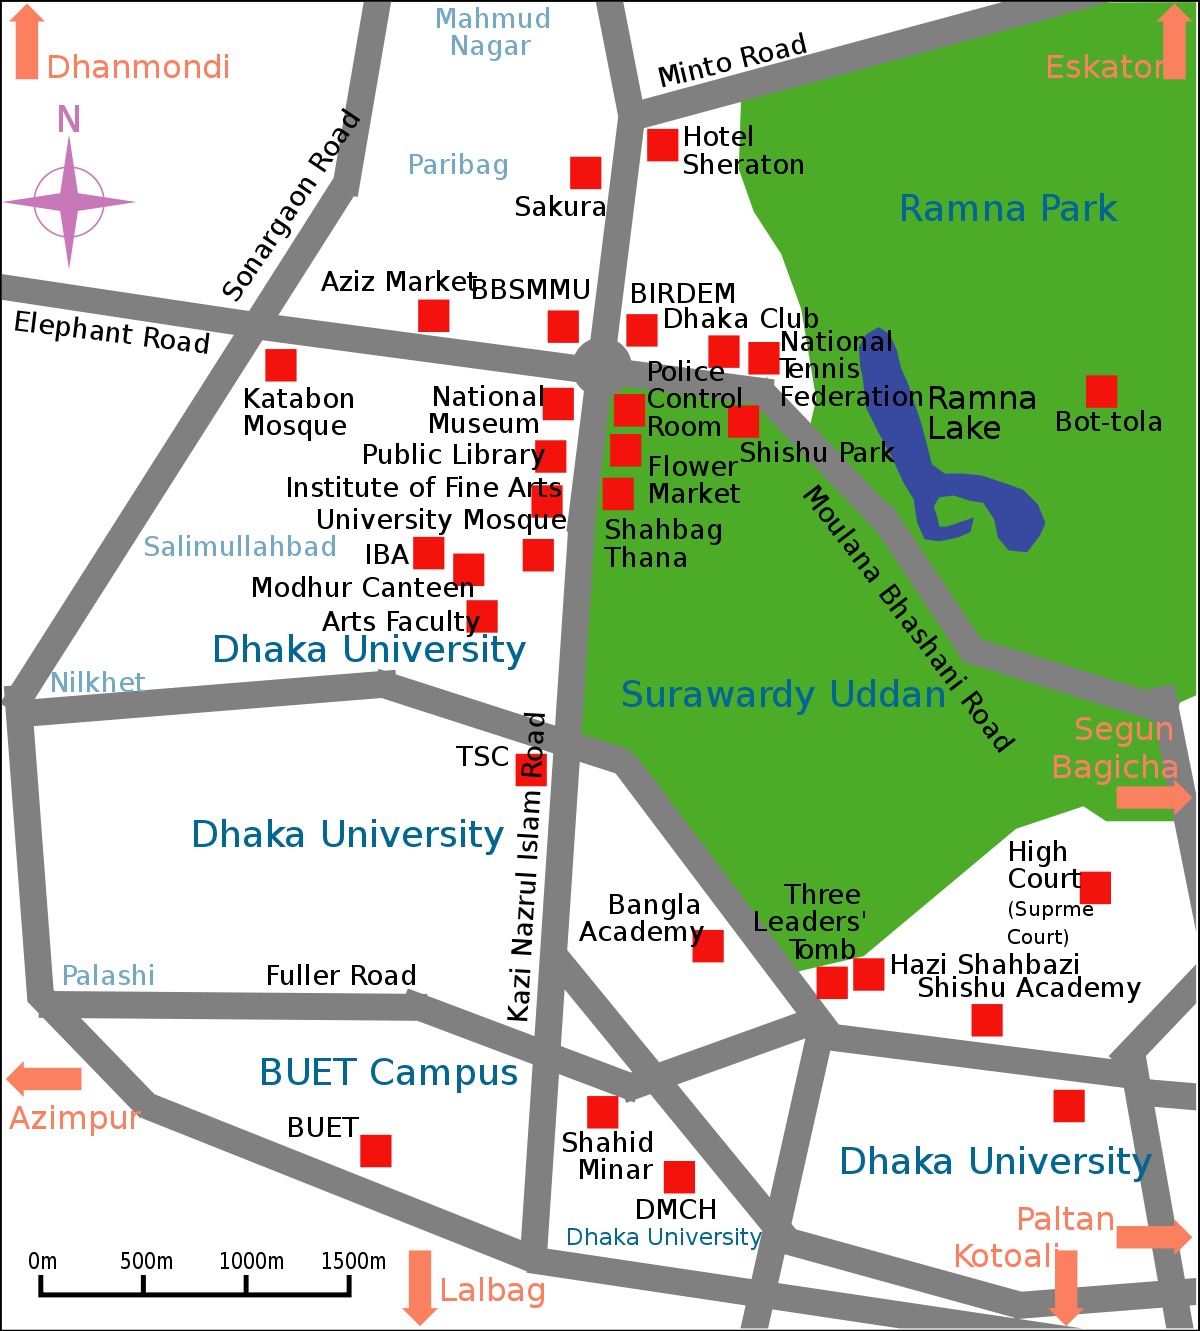 Mahmud
Nagar
Dhanmondi
Minto Road
Eskaton
N
Sonargaon Road
Paribag
Hotel
Sheraton
Sakura
Ramna Park
Aziz Market
BBSMMU
BIRDEM
Dhaka Club
Elephant Road
National
Tennis
Federation
Katabon
Mosque
National
Museum
Police
Control
Room
Ramna
Lake
Bot-tola
Shishu Park
Public Library
Flower
Market
Institute of Fine Arts
University Mosque
Shahbag
Thana
Salimullahbad
IBA
Modhur Canteen
Arts Faculty
Moulana Bhashani Road
Dhaka University
Nilkhet
Surawardy Uddan
Segun
Bagicha
TSC
Kazi Nazrul Islam Road
Dhaka University
High
Court
(Suprme
Court)
Bangla
Academy
Three
Leaders'
Tomb
Hazi Shahbazi
Shishu Academy
Palashi
Fuller Road
BUET Campus
Azimpur
BUET
Shahid
Minar
Dhaka University
DMCH
Dhaka University
Paltan
Kotoali
0m
500m
1000m
1500m
Lalbag